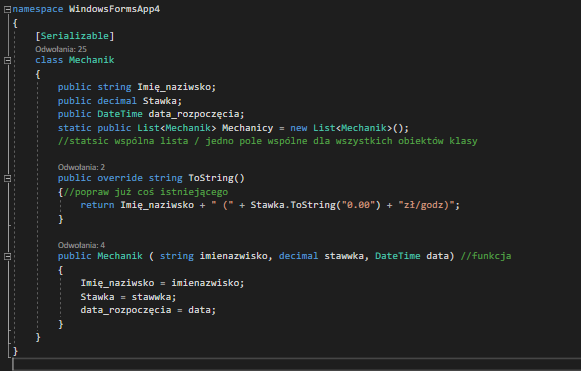 namespace WindowsFormsApp4
{
[Serializable]
Odwołania: 25
class Mechanik
{
public string Imię_naziwsko;
public decimal Stawka;
public DateTime data_rozpoczęcia;
static public List<Mechanik> Mechanicy = new List<Mechanik>();
//statsic wspólna lista / jedno pole wspólne dla wszystkich obiektów klasy
Odwołania: 2
public override string ToString()
{//popraw już coś istniejącego
return Imię_naziwsko + " (" + Stawka.ToString("0.00") + "zł/godz)";
}
Odwołania: 4
public Mechanik ( string imienazwisko, decimal stawwka, DateTime data) //funkcja
{
Imię_naziwsko = imienazwisko;
Stawka = stawwka;
data_rozpoczęcia = data;
}
}
}